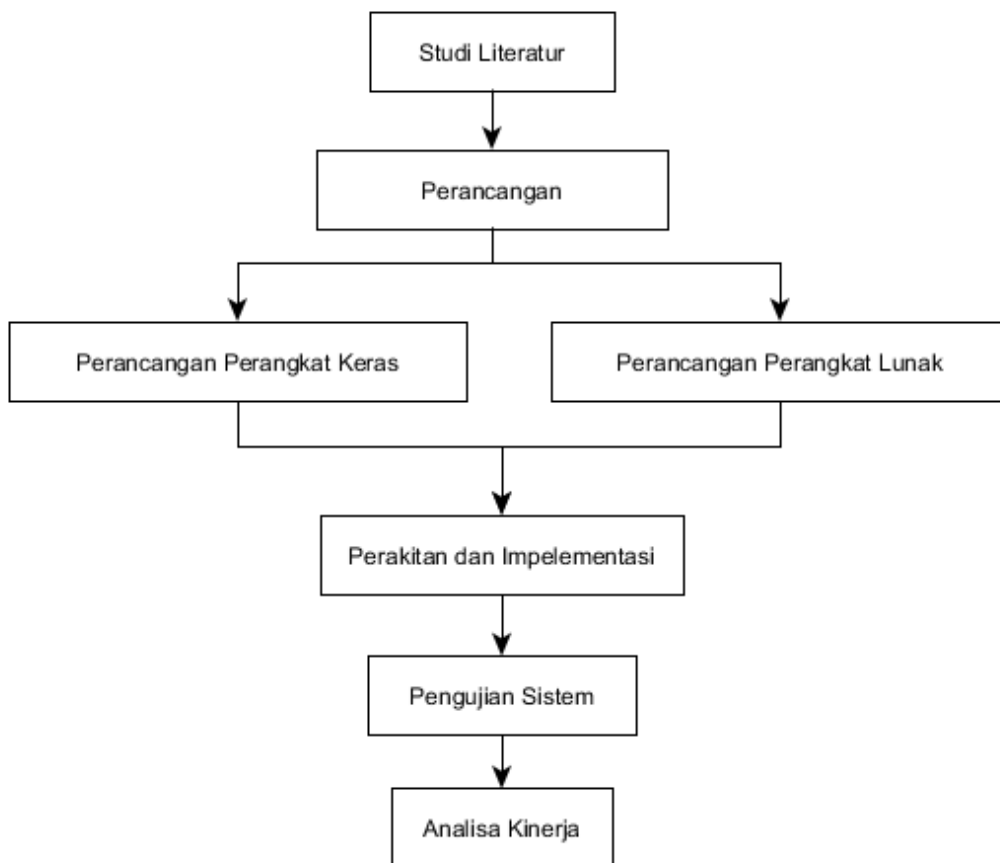 Studi Literatur
Perancangan
Perancangan Perangkat Keras
Perancangan Perangkat Lunak
Perakitan dan Impelementasi
Pengujian Sistem
Analisa Kinerja